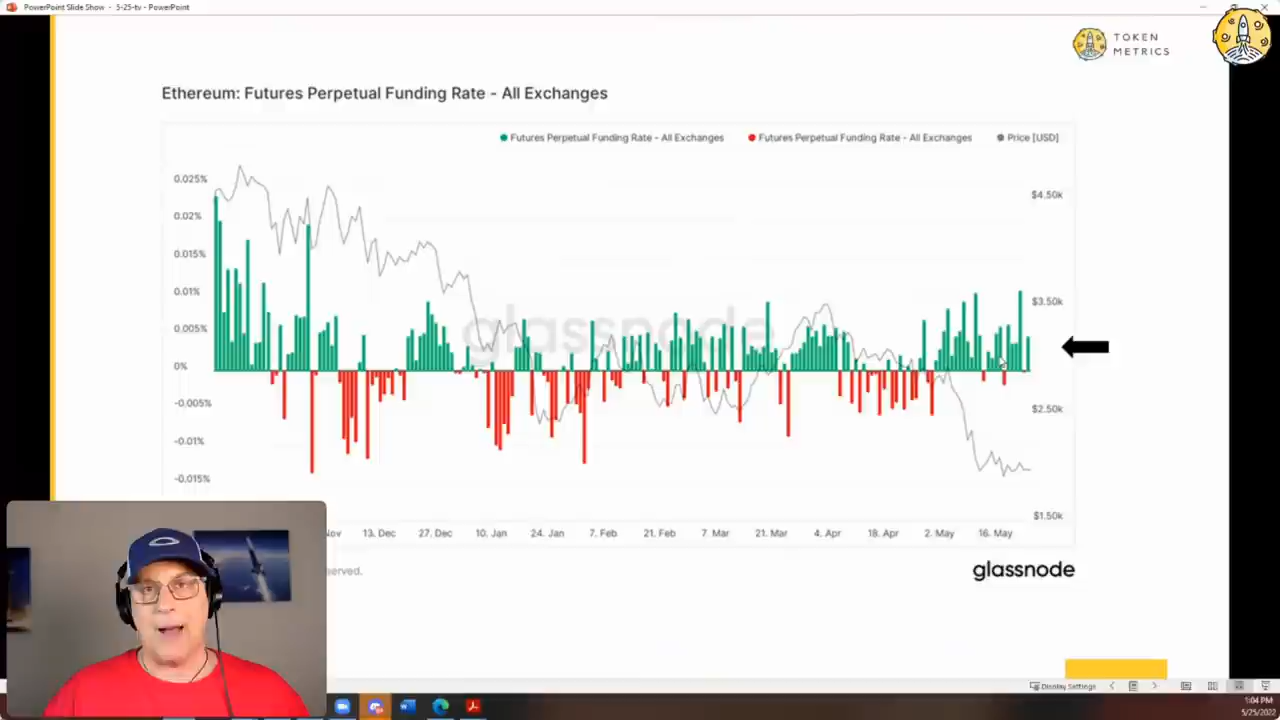 PowerPoint Slide Show - 5-25-tv - PowerPoint
TOKEN
METRICS
Ethereum: Futures Perpetual Funding Rate - All Exchanges
Futures Perpetual Funding Rate - All Exchanges
Futures Perpetual Funding Rate - All Exchanges
Price [USD]
0.025%
0.02%
0.015%
0.01%
0.005%
0%
-0.005%
-0.01%
-0.015%
$4.50k
$3.50k
$2.50k
$1.50k
glassnode
Nov
13. Dec
27. Dec
10. Jan
24. Jan
7. Feb
21. Feb
7. Mar
21. Mar
4. Apr
18. Apr
2. May
16. May
served.
glassnode
Display Settings
1:04 PM
5/25/2022